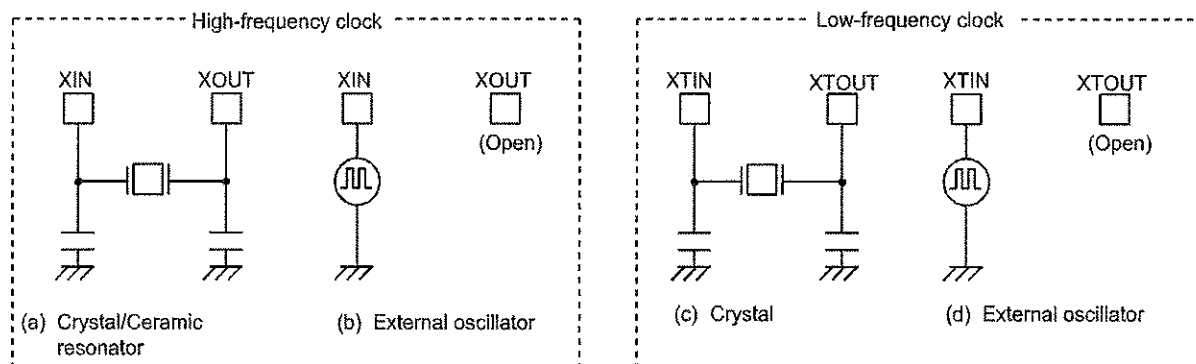 High-frequency clock
XIN
XOUT
XIN
XOUT
(Open)
(a) Crystal/Ceramic
resonator
(b) External oscillator
Low-frequency clock
XTIN
XTOUT
XTIN
XTOUT
(Open)
(c) Crystal
(d) External oscillator